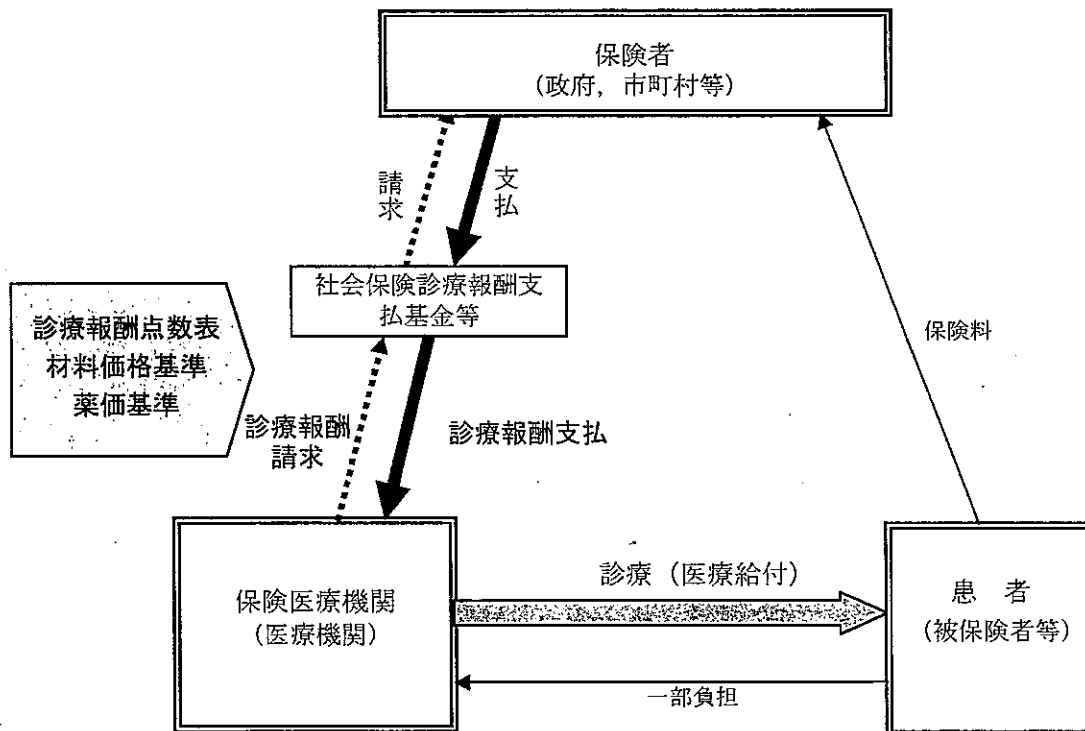 保険者
(政府，市町村等)
請求
支払
社会保険診療報酬支
払基金等
診療報酬点数表
材料価格基準
薬価基準
保険料
診療報酬
請求
診療報酬支払
診療（医療給付）
保険医療機関
(医療機関)
患　者
(被保険者等)
一部負担